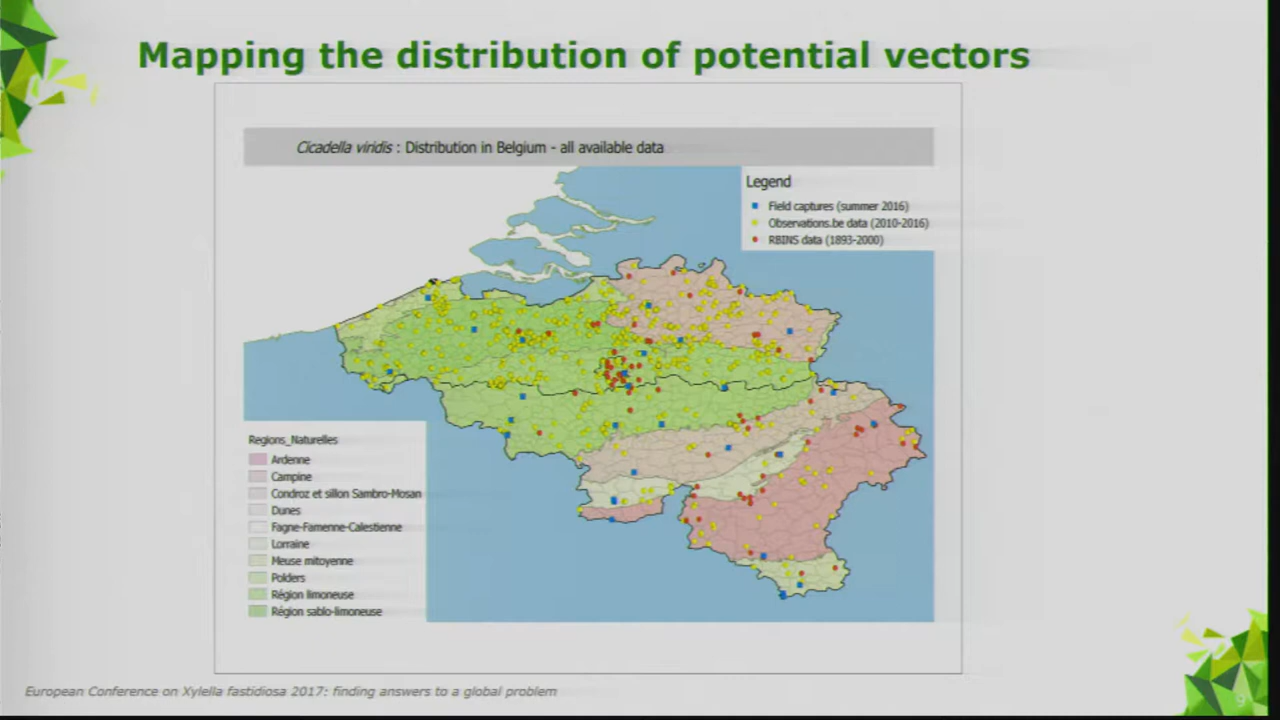 Mapping the distribution of potential vectors
Cicadella viridis : Distribution in Belgium - all available data
Legend
Field captures (summer 2016)
Observations.be data (2010-2016)
RBINS data (1893-2000)
Regions_Naturelles
Ardenne
Campine
Condroz et sillon Sambro-Mosan
Dunes
Fagne-Famenne-Calestienne
Lorraine
Meuse mitoyenne
Polders
Région limoneuse
Région sablo-limoneuse
European Conference on Xylella fastidiosa 2017: finding answers to a global problem
9